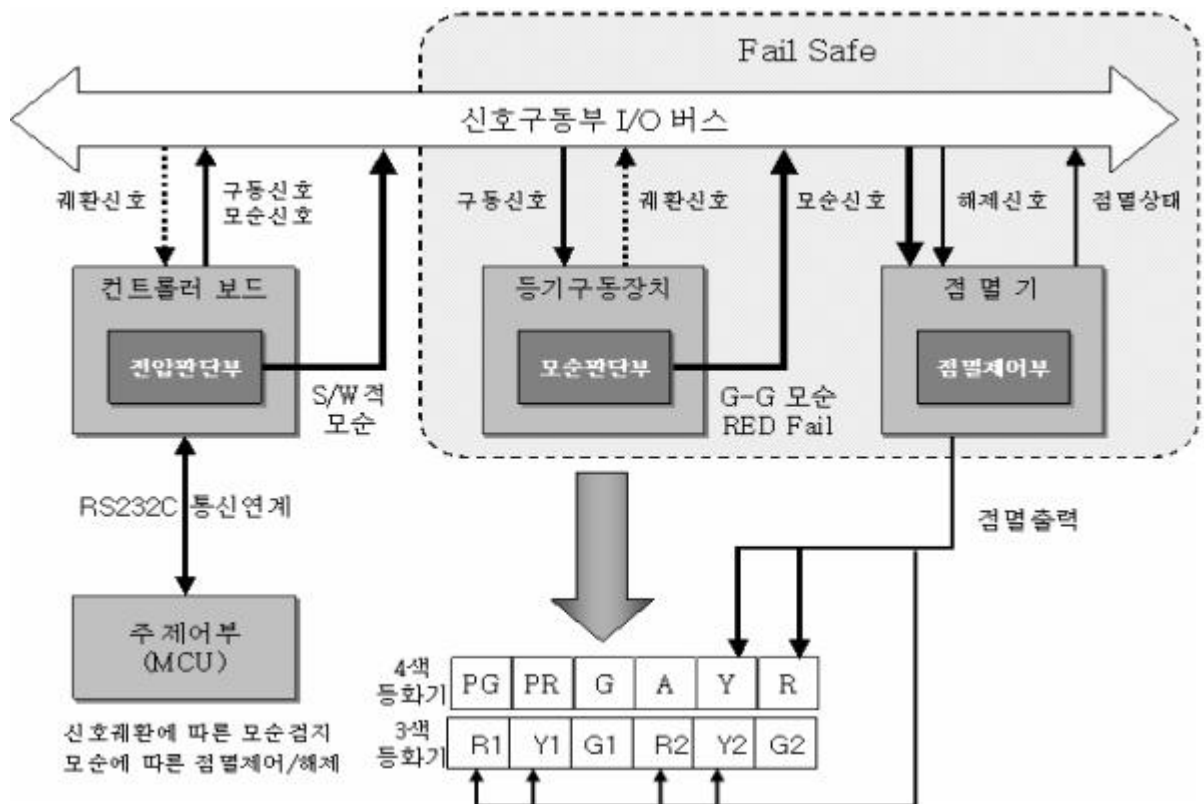 Fail Safe
신호구동부 I/O 버스
궤환신호
구동신호
모순신호
구동신호
궤환신호
모순신호
해제신호
점멸상태
컨트롤러 보드
전압판단부
S/W적
모순
등기구동장치
모순판단부
G-G 모순
RED Fail
점 멸 기
점멸제어부
RS232C 통신연계
점멸출력
주제어부
(MCU)
신호궤환에 따른 모순검지
모순에 따른 점멸제어/해제
4색
등화기
PG PR G A Y R
3색
등화기
R1 Y1 G1 R2 Y2 G2